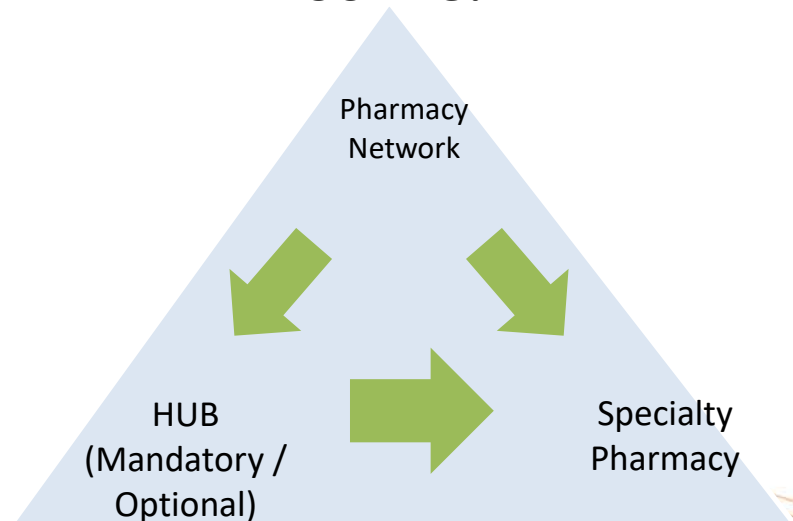 Pharmacy
Network
HUB
(Mandatory /
Optional)
Specialty
Pharmacy